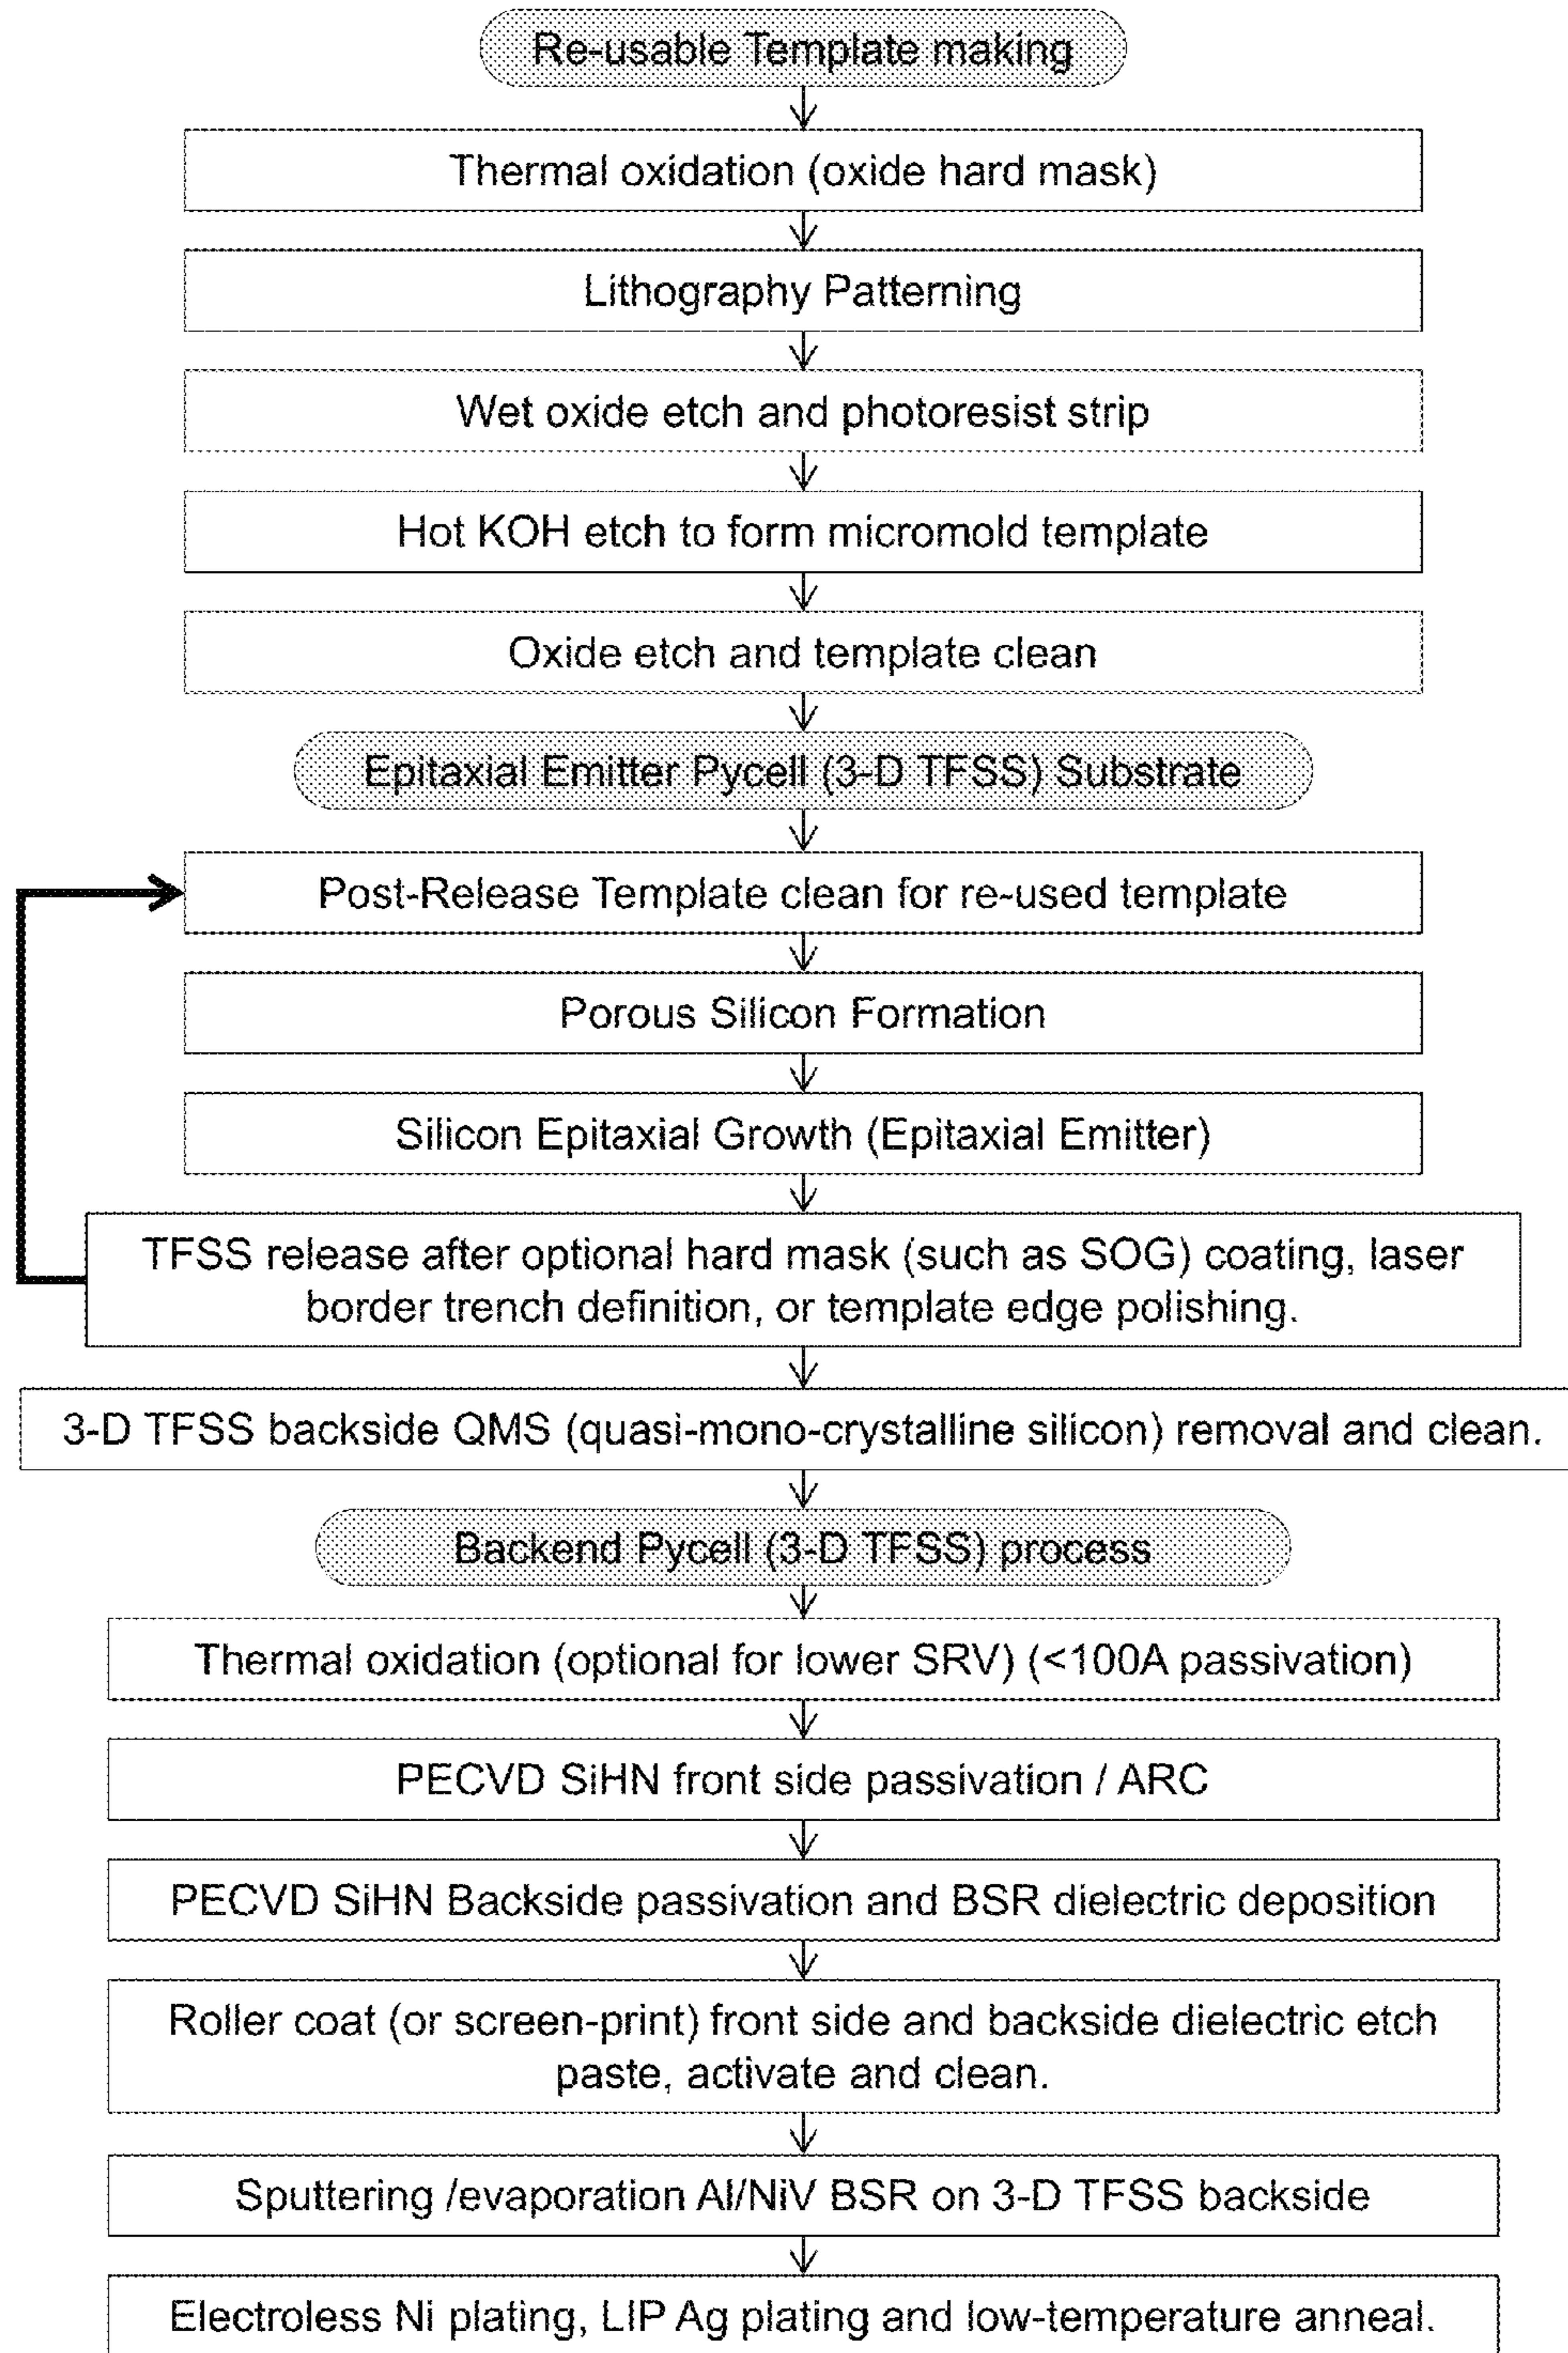 Re-usable Template making
Thermal oxidation (oxide hard mask)
Lithography Patterning
Wet oxide etch and photoresist strip
Hot KOH etch to form micromold template
Oxide etch and template clean
Epitaxial Emitter Pycell (3-D TFSS) Substrate
Post-Release Template clean for re-used template
Porous Silicon Formation
Silicon Epitaxial Growth (Epitaxial Emitter)
TFSS release after optional hard mask (such as SOG) coating, laser
border trench definition, or template edge polishing.
3-D TFSS backside QMS (quasi-mono-crystalline silicon) removal and clean.
Backend Pycell (3-D TFSS) process
Thermal oxidation (optional for lower SRV) (<100A passivation)
PECVD SiHN front side passivation / ARC
PECVD SiHN Backside passivation and BSR dielectric deposition
Roller coat (or screen-print) front side and backside dielectric etch
paste, activate and clean.
Sputtering /evaporation Al/NiV BSR on 3-D TFSS backside
Electroless Ni plating, LIP Ag plating and low-temperature anneal.